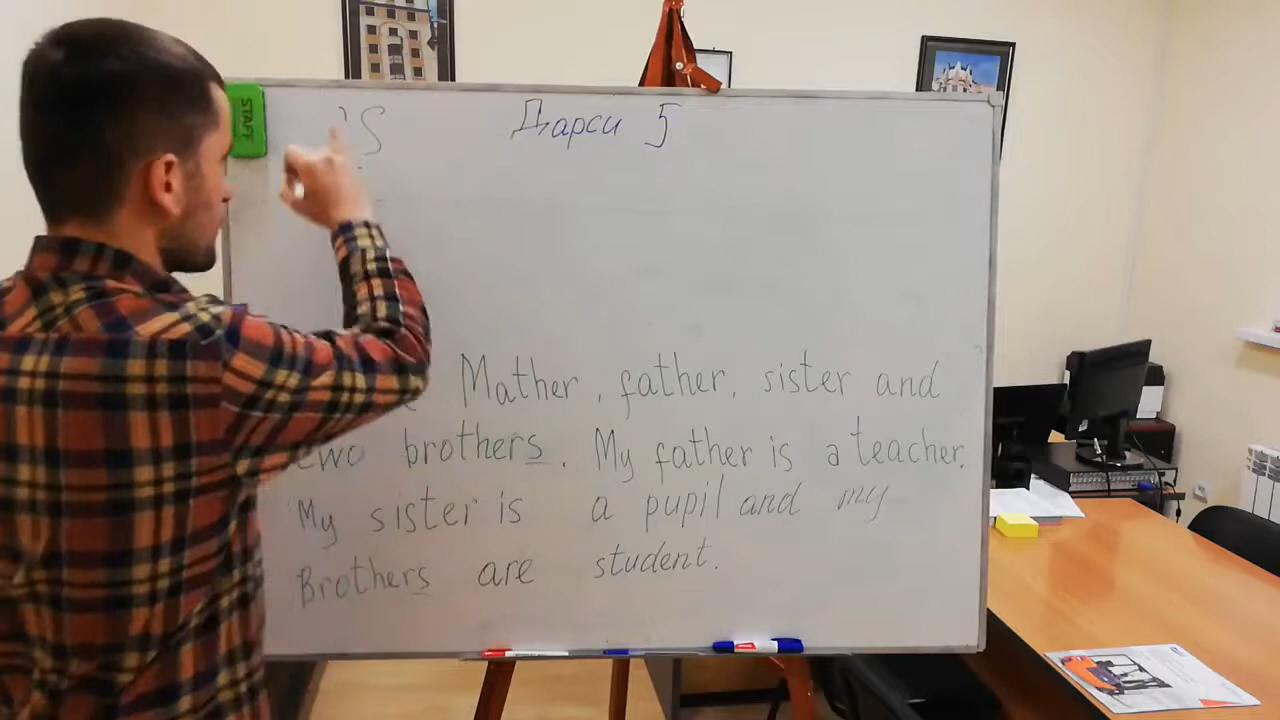 STAFF
's
Дарси 5
Mather, father, sister and
two brothers. My father is a teacher.
My sister is a pupil and my
Brothers are student.